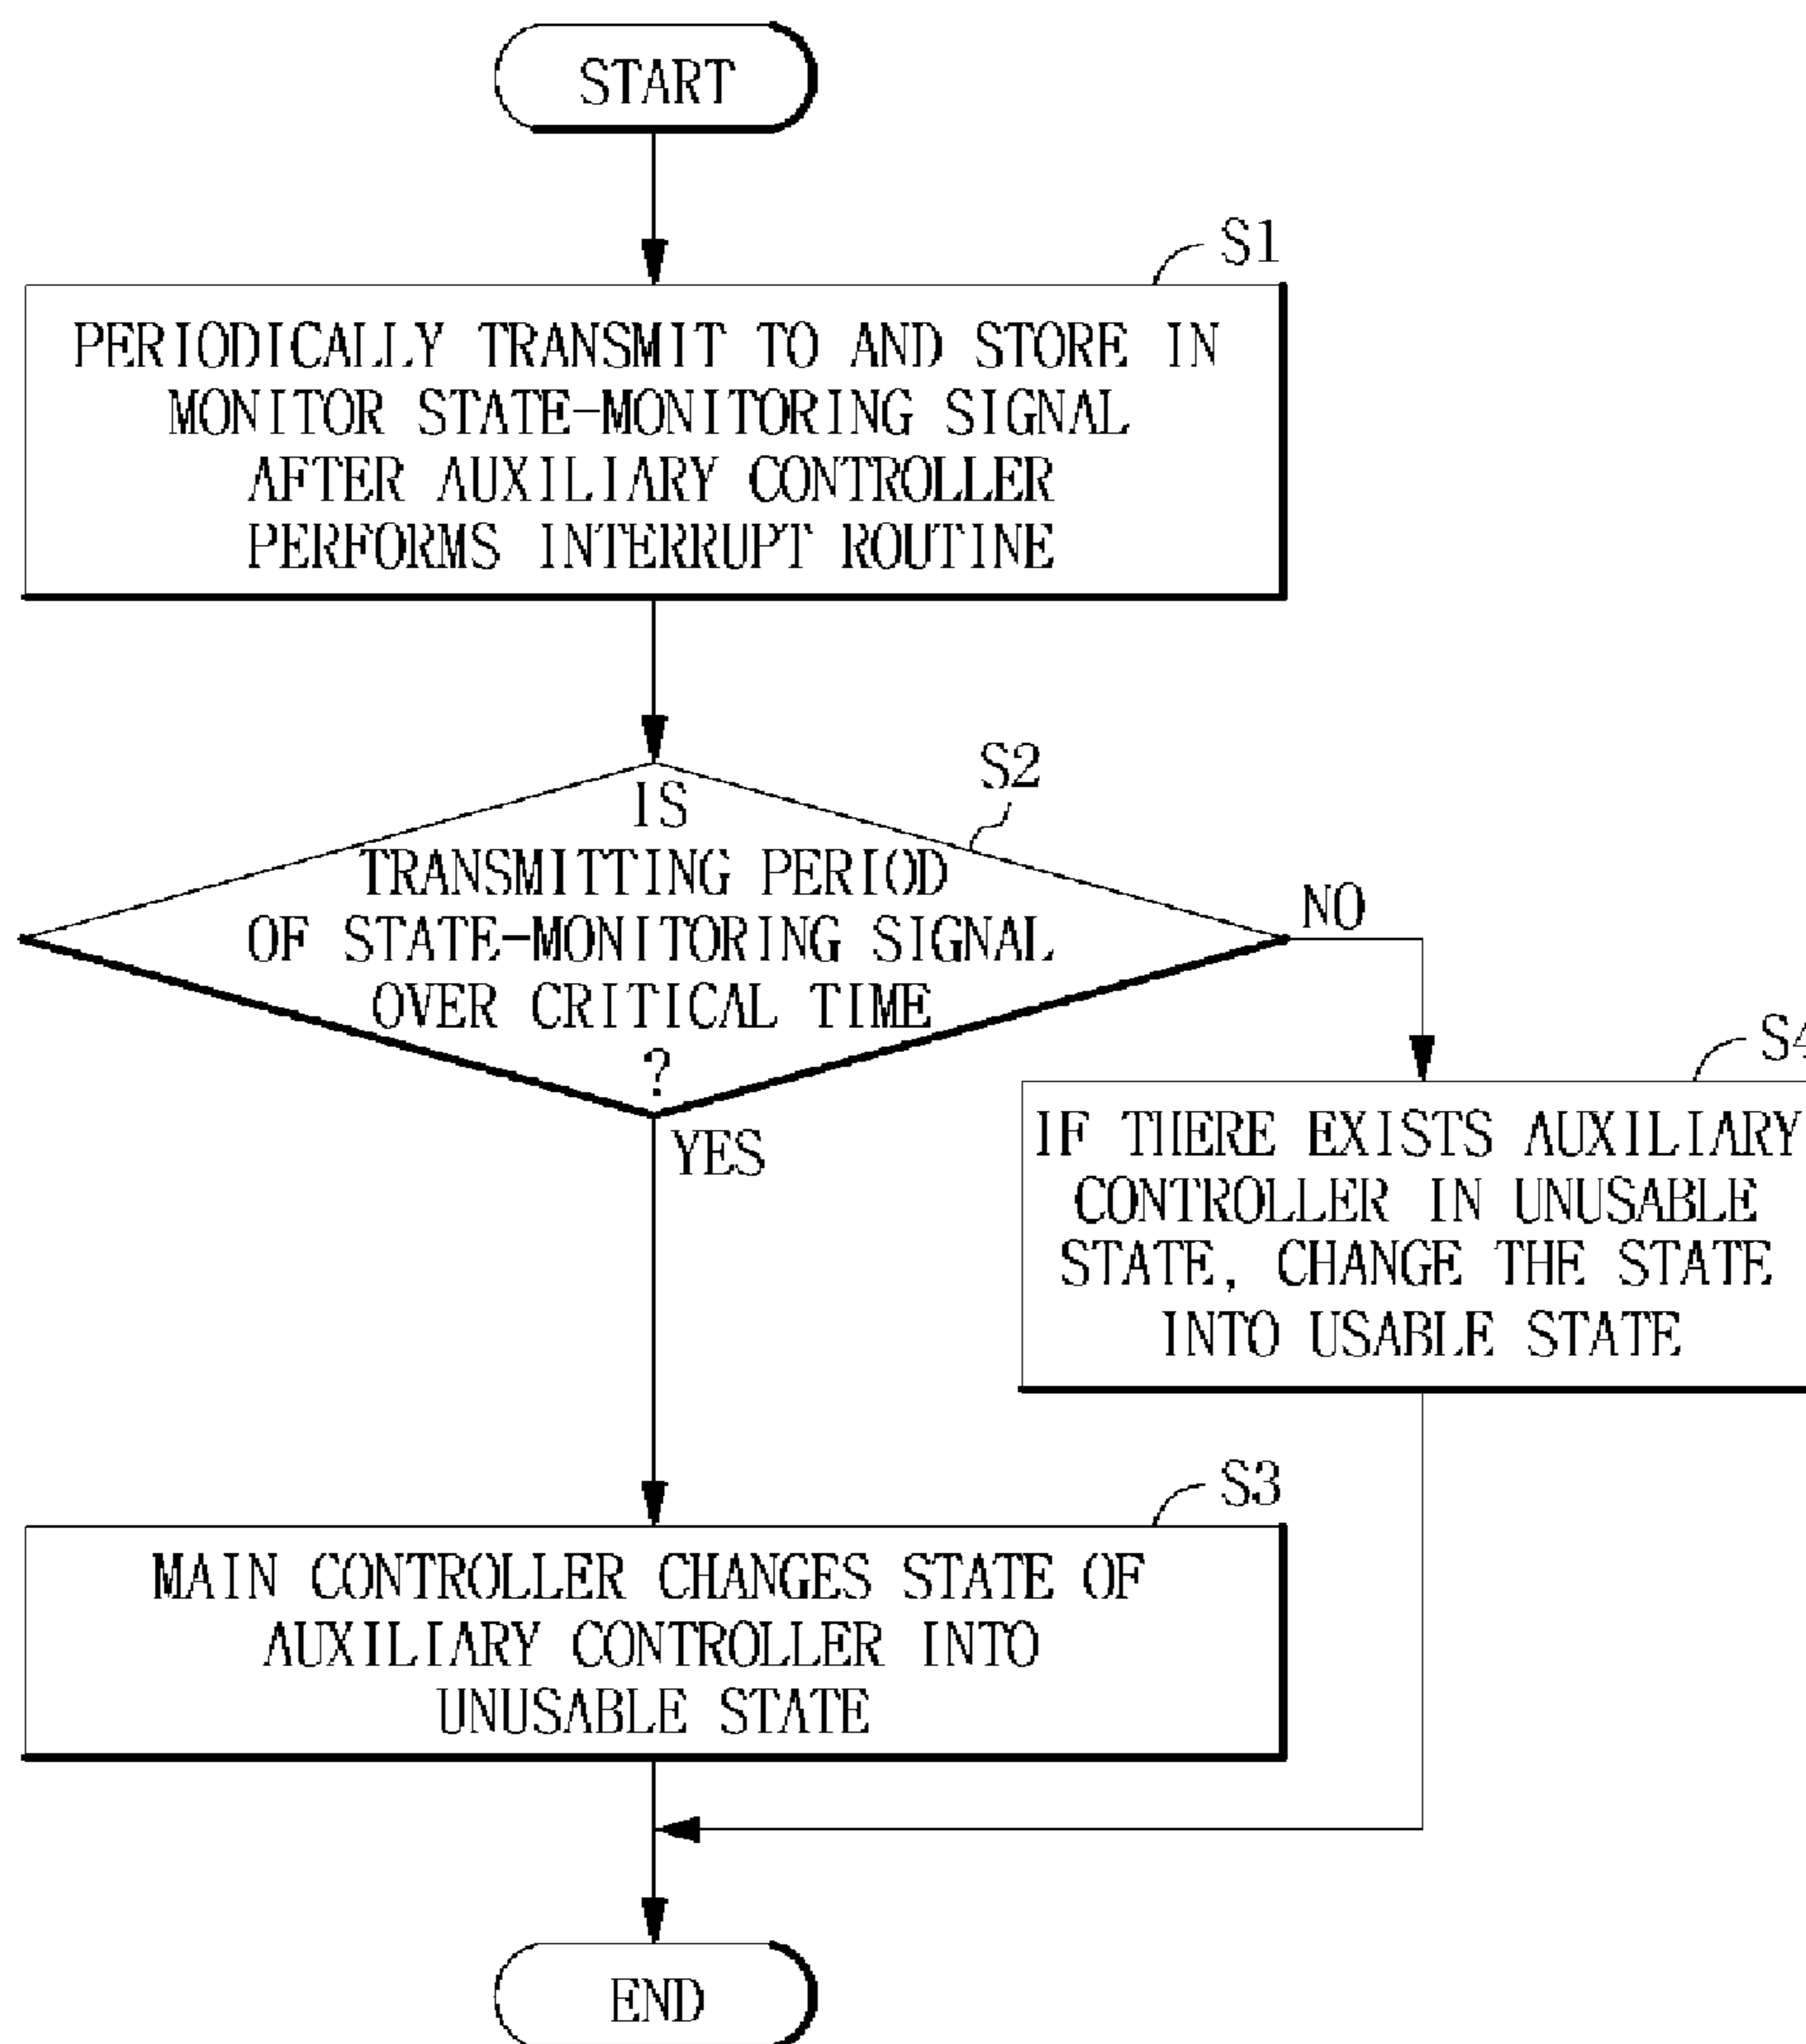 START
S1
PERIODICALLY TRANSMIT TO AND STORE IN
MONITOR STATE-MONITORING SIGNAL
AFTER AUXILIARY CONTROLLER
PERFORMS INTERRUPT ROUTINE
S2
IS
TRANSMITTING PERIOD
OF STATE-MONITORING SIGNAL
OVER CRITICAL TIME
?
NO
YES
S4
IF THERE EXISTS AUXILIARY
CONTROLLER IN UNUSABLE
STATE, CHANGE THE STATE
INTO USABLE STATE
S3
MAIN CONTROLLER CHANGES STATE OF
AUXILIARY CONTROLLER INTO
UNUSABLE STATE
END